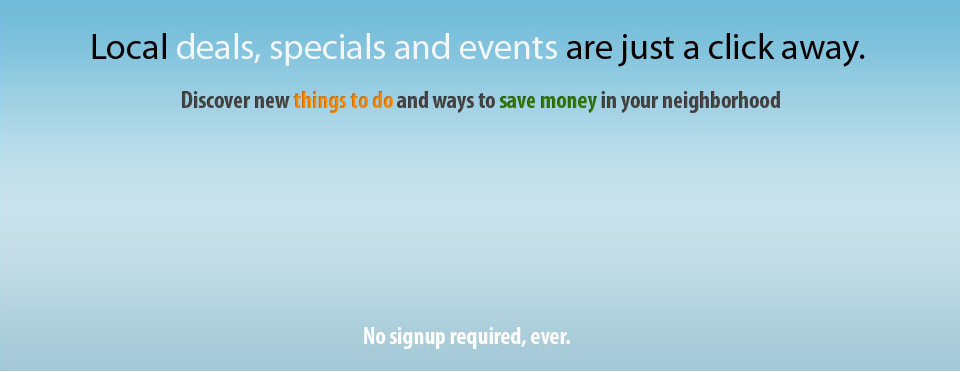 Local deals, specials and events are just a click away.
Discover new things to do and ways to save money in your neighborhood
No signup required, ever.